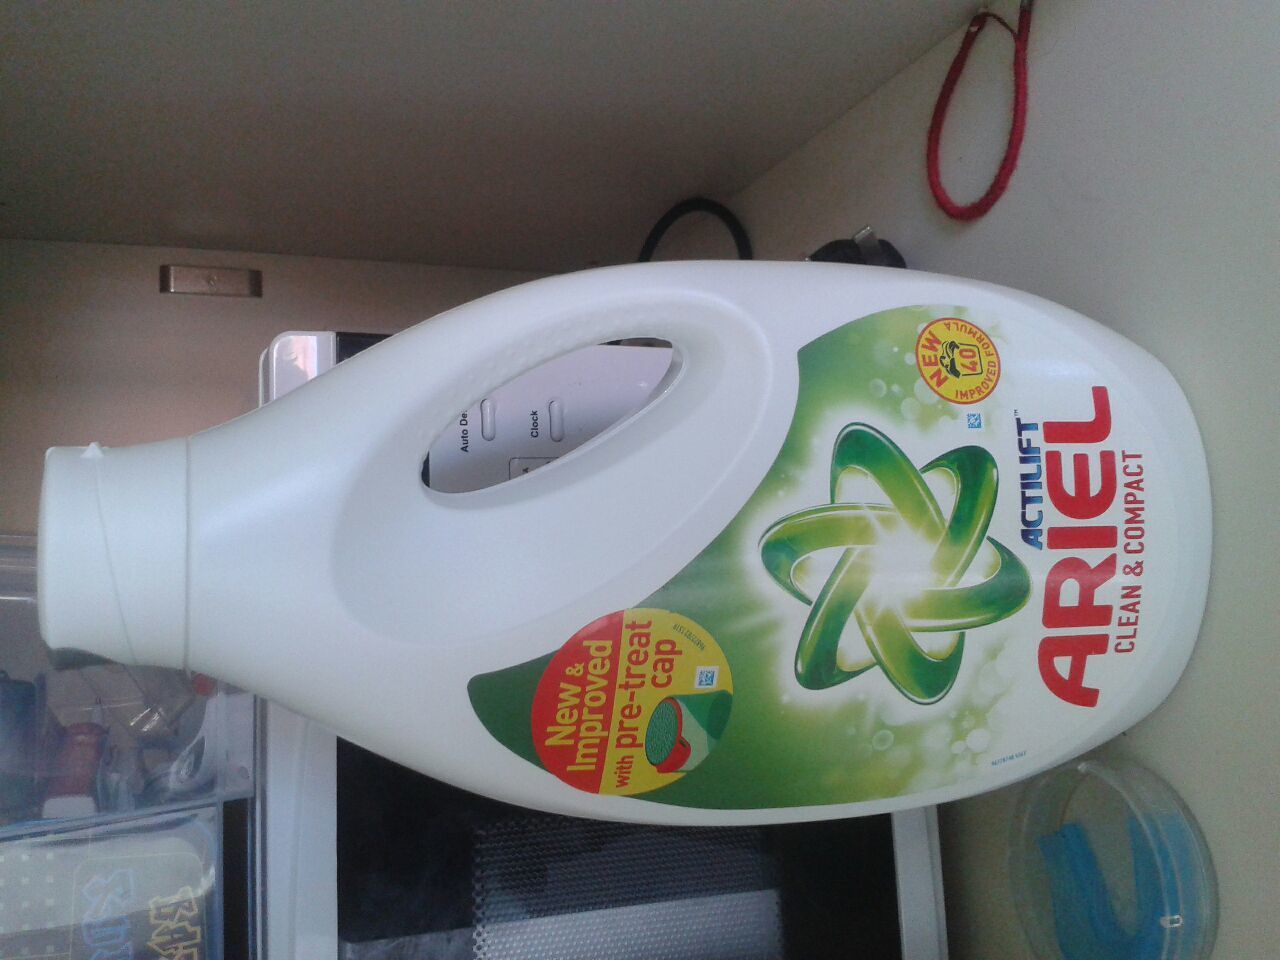 Auto De
Clock
New &
Improved
with pre-treat
cap
NEW
40
IMPROVED FORMULA
ACTILIFT™
ARIEL
CLEAN & COMPACT